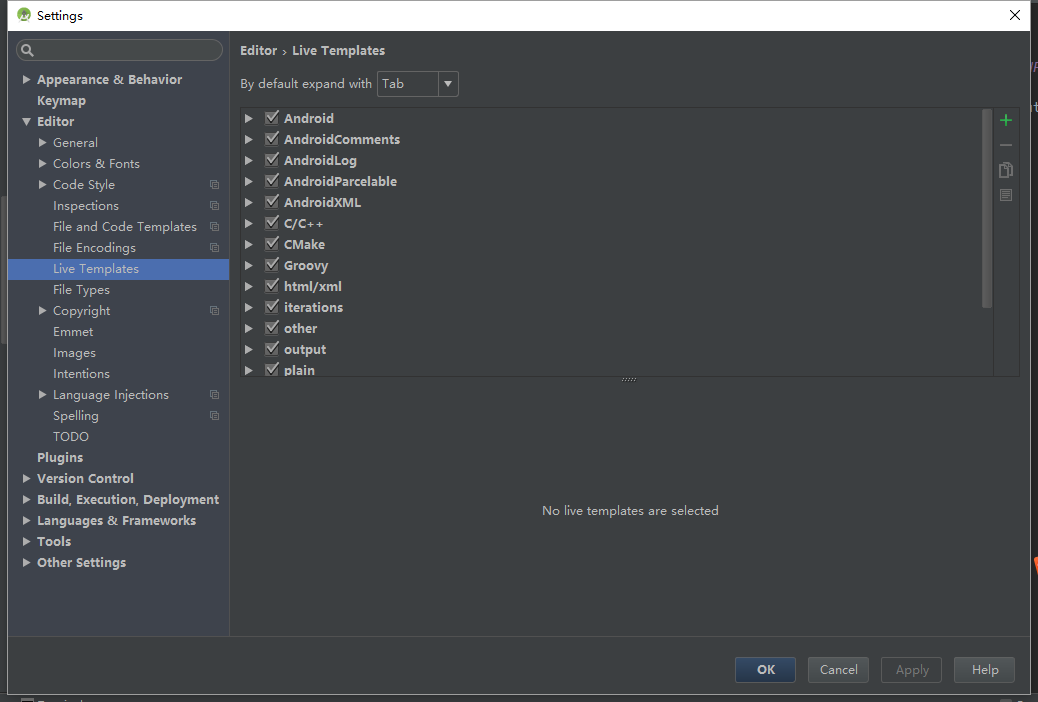 Settings
Editor › Live Templates
By default expand with Tab
Appearance & Behavior
Keymap
Editor
General
Colors & Fonts
Code Style
Inspections
File and Code Templates
File Encodings
Live Templates
File Types
Copyright
Emmet
Images
Intentions
Language Injections
Spelling
TODO
Plugins
Version Control
Build, Execution, Deployment
Languages & Frameworks
Tools
Other Settings
Android
AndroidComments
AndroidLog
AndroidParcelable
AndroidXML
C/C++
CMake
Groovy
html/xml
iterations
other
output
plain
No live templates are selected
OK
Cancel
Apply
Help